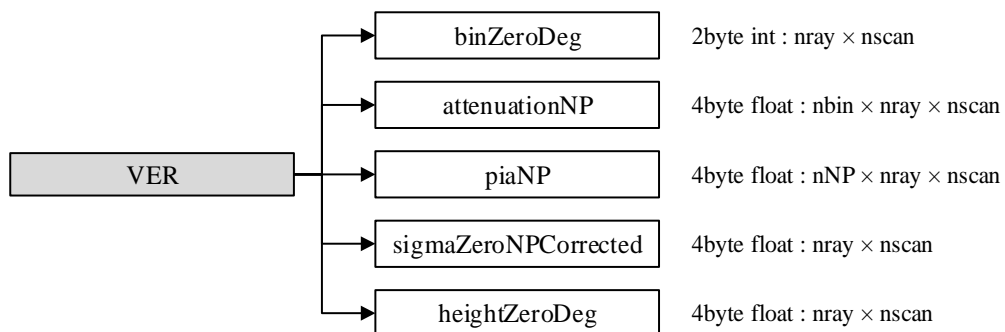 binZeroDeg 2byte int : nray × nscan
attenuationNP 4byte float : nbin × nray × nscan
VER piaNP 4byte float : nNP × nray × nscan
sigmaZeroNPCorrected 4byte float : nray × nscan
heightZeroDeg 4byte float : nray × nscan